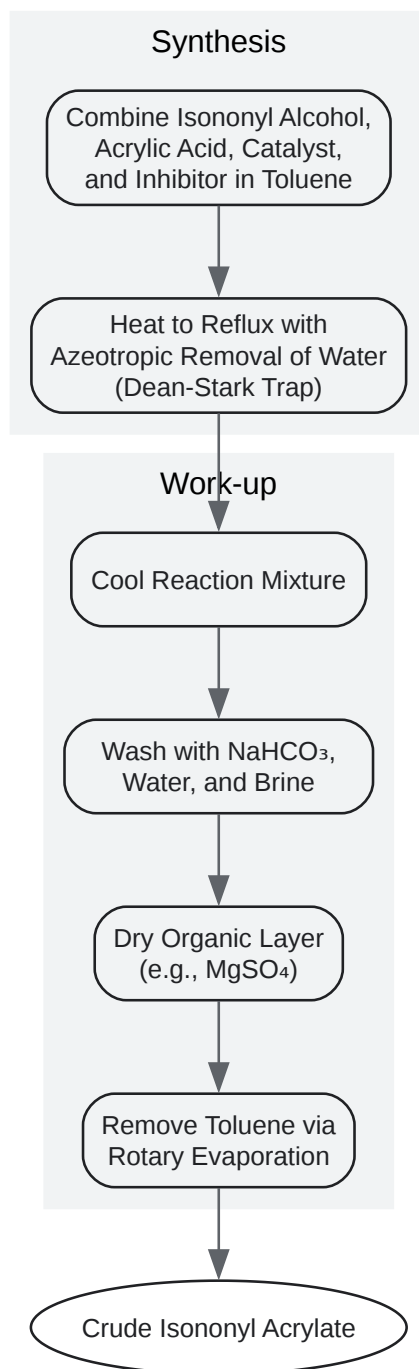 Synthesis
Combine Isononyl Alcohol,
Acrylic Acid, Catalyst,
and Inhibitor in Toluene
Heat to Reflux with
Azeotropic Removal of Water
(Dean-Stark Trap)
Work-up
Cool Reaction Mixture
Wash with NaHCO₃,
Water, and Brine
Dry Organic Layer
(e.g., MgSO₄)
Remove Toluene via
Rotary Evaporation
Crude Isononyl Acrylate